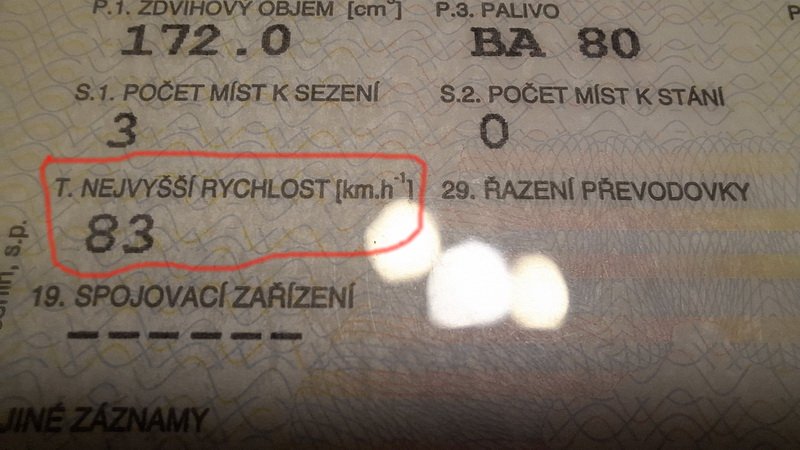 P.1. ZDVIHOVÝ OBJEM [cm³] P.3. PALIVO
172.0 BA 80
S.1. POČET MÍST K SEZENÍ S.2. POČET MÍST K STÁNÍ
3 0
T. NEJVYŠŠÍ RYCHLOST [km.h⁻¹] 29. ŘAZENÍ PŘEVODOVKY
83
19. SPOJOVACÍ ZAŘÍZENÍ
– – – – – –
JINÉ ZÁZNAMY
s.p.